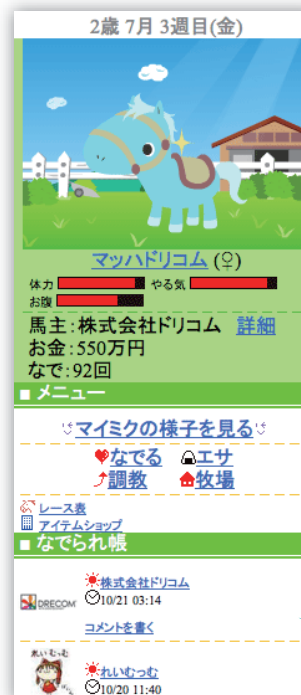 2歳 7月 3週目(金)
マッハドリコム (♀)
体力 やる気
お腹
馬主:株式会社ドリコム 詳細
お金:550万円
なで:92回
■ メニュー
マイミクの様子を見る
なでる エサ
調教 牧場
レース表
アイテムショップ
■ なでられ帳
DRECOM
株式会社ドリコム
10/21 03:14
コメントを書く
れいむっむ
れいむっむ
10/20 11:40